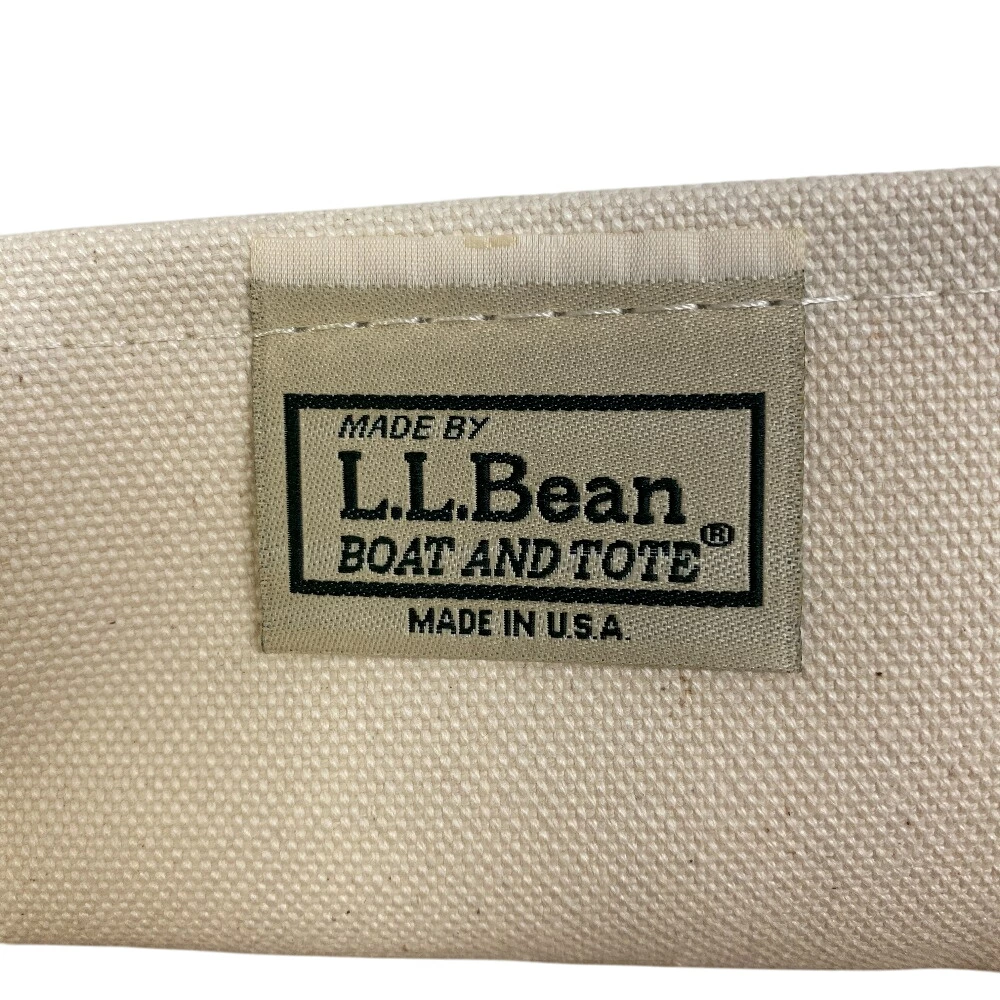 MADE BY
L.L.Bean
BOAT AND TOTE®
MADE IN U.S.A.